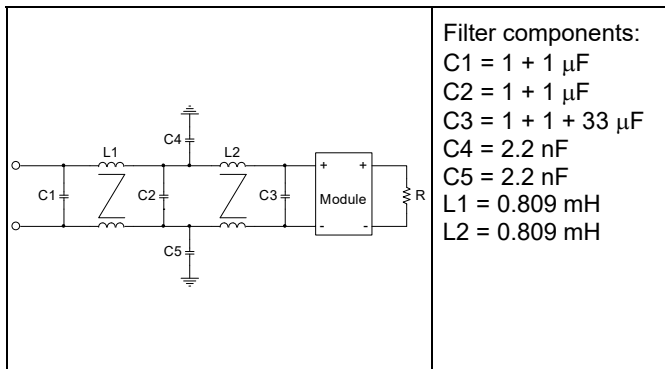 C4
L1
L2
C1
C2
C3
+
+
Module
R
-
-
C5
Filter components:
C1 = 1 + 1 μF
C2 = 1 + 1 μF
C3 = 1 + 1 + 33 μF
C4 = 2.2 nF
C5 = 2.2 nF
L1 = 0.809 mH
L2 = 0.809 mH